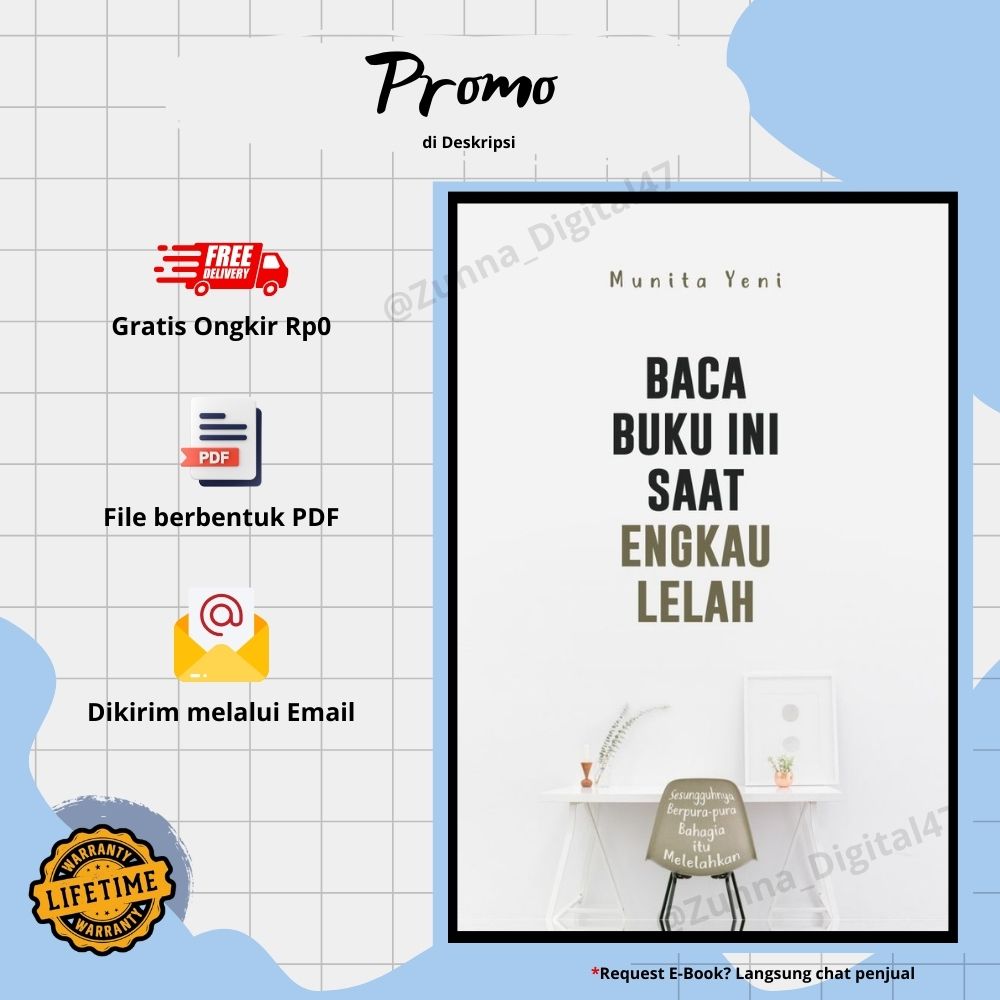 Promo
di Deskripsi
FREE
DELIVERY
Gratis Ongkir Rp0
PDF
File berbentuk PDF
@
Dikirim melalui Email
WARRANTY
LIFETIME
WARRANTY
@Zunna_Digital47
Munita Yeni
BACA
BUKU INI
SAAT
ENGKAU
LELAH
Sesungguhnya
Berpura-pura
Bahagia
itu
Melelahkan
@Zunna_Digital47
*Request E-Book? Langsung chat penjual